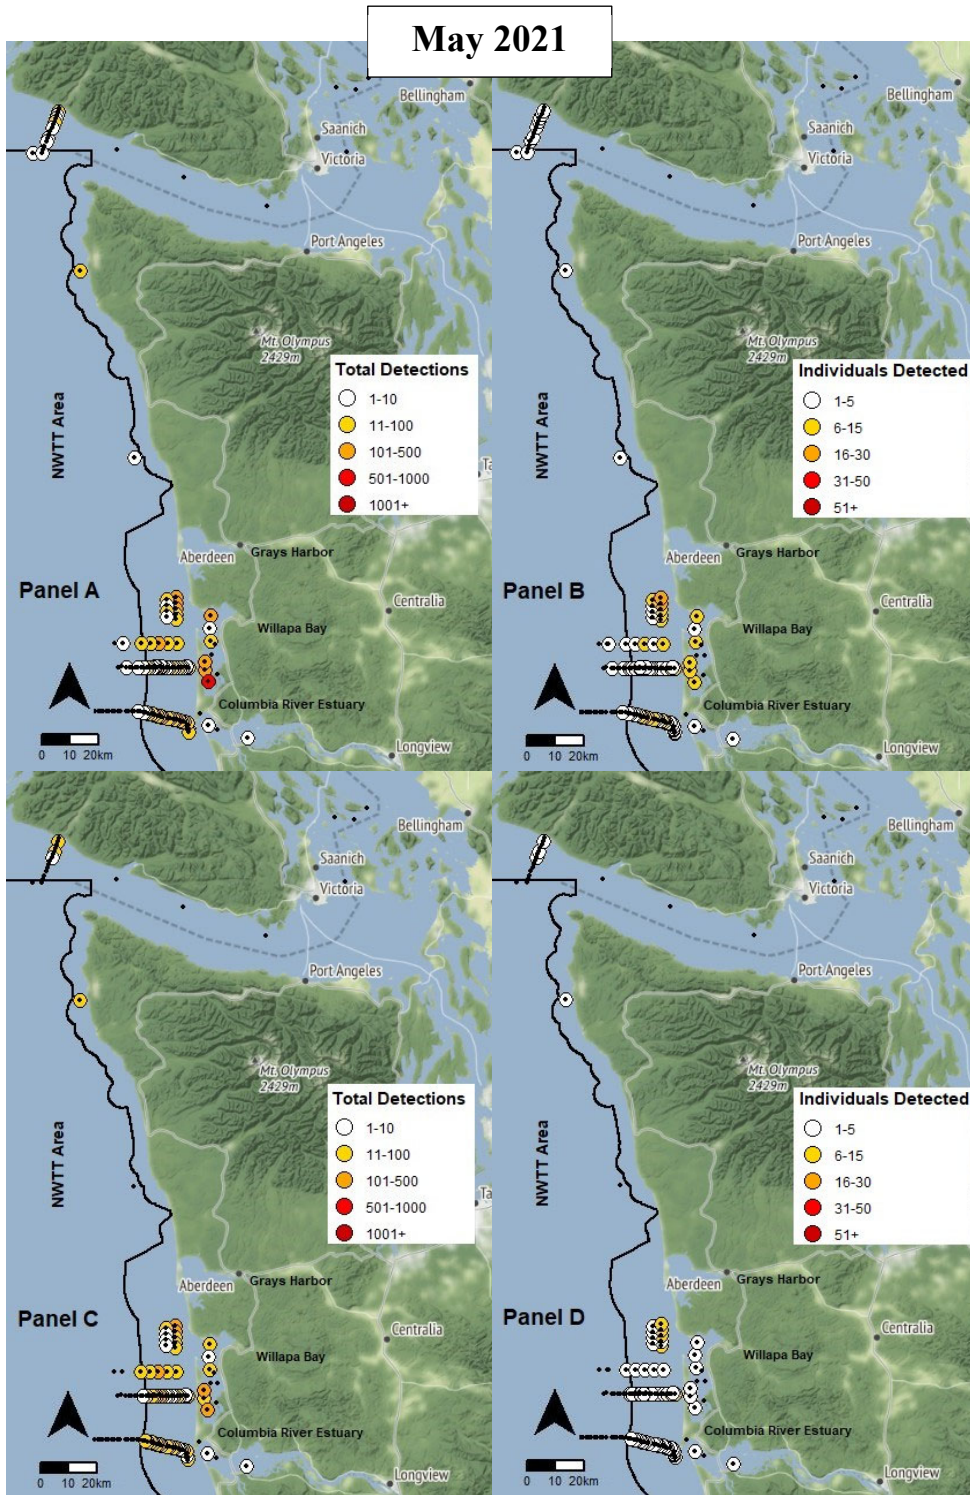 May 2021
Bellingham
Saanich
Victoria
Port Angeles
Mt. Olympus
2429m
NWTT Area
Total Detections
1-10
11-100
101-500
501-1000
1001+
Ta
Aberdeen
Grays Harbor
Panel A
Centralia
Willapa Bay
Columbia River Estuary
Longview
0 10 20km
Bellingham
Saanich
Victoria
Port Angeles
Mt. Olympus
2429m
NWTT Area
Individuals Detected
1-5
6-15
16-30
31-50
51+
Aberdeen
Grays Harbor
Panel B
Centralia
Willapa Bay
Columbia River Estuary
Longview
0 10 20km
Bellingham
Saanich
Victoria
Port Angeles
Mt. Olympus
2429m
NWTT Area
Total Detections
1-10
11-100
101-500
501-1000
1001+
Ta
Aberdeen
Grays Harbor
Panel C
Centralia
Willapa Bay
Columbia River Estuary
Longview
0 10 20km
Bellingham
Saanich
Victoria
Port Angeles
Mt. Olympus
2429m
NWTT Area
Individuals Detected
1-5
6-15
16-30
31-50
51+
Aberdeen
Grays Harbor
Panel D
Centralia
Willapa Bay
Columbia River Estuary
Longview
0 10 20km